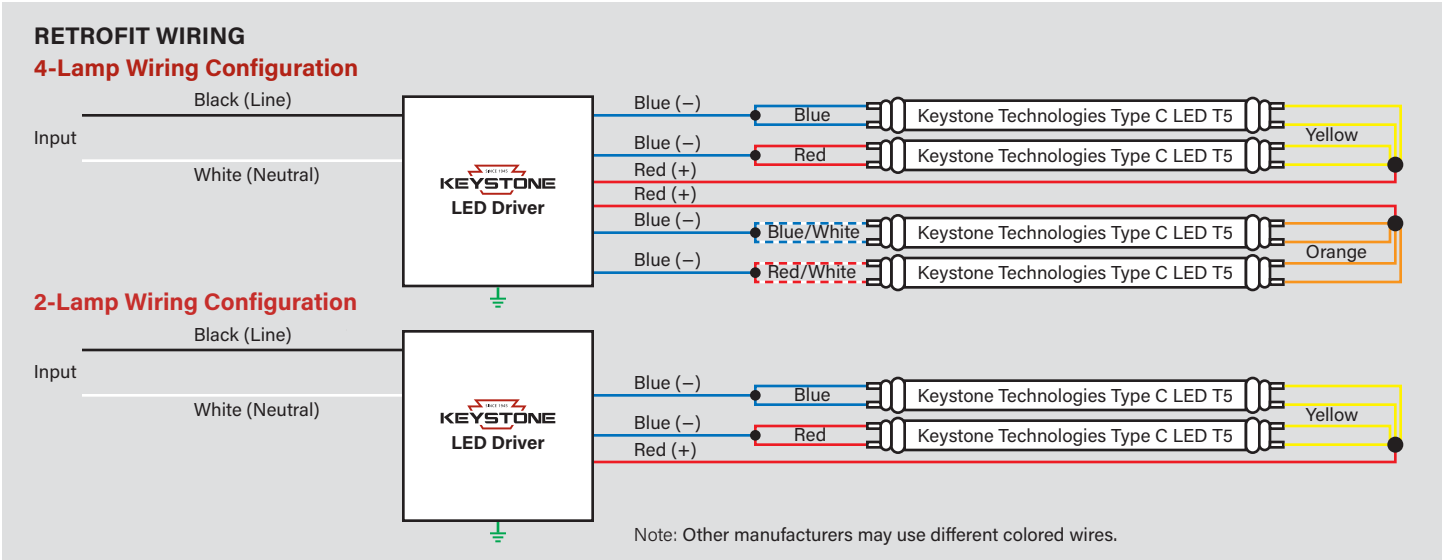 RETROFIT WIRING
4-Lamp Wiring Configuration
Black (Line)
Input
White (Neutral)
SINCE 1945
KEYSTONE
LED Driver
Blue (−)
Blue
Keystone Technologies Type C LED T5
Blue (−)
Red
Keystone Technologies Type C LED T5
Yellow
Red (+)
Red (+)
Blue (−)
Blue/White
Keystone Technologies Type C LED T5
Blue (−)
Red/White
Keystone Technologies Type C LED T5
Orange
2-Lamp Wiring Configuration
Black (Line)
Input
White (Neutral)
SINCE 1945
KEYSTONE
LED Driver
Blue (−)
Blue
Keystone Technologies Type C LED T5
Blue (−)
Red
Keystone Technologies Type C LED T5
Yellow
Red (+)
Note: Other manufacturers may use different colored wires.